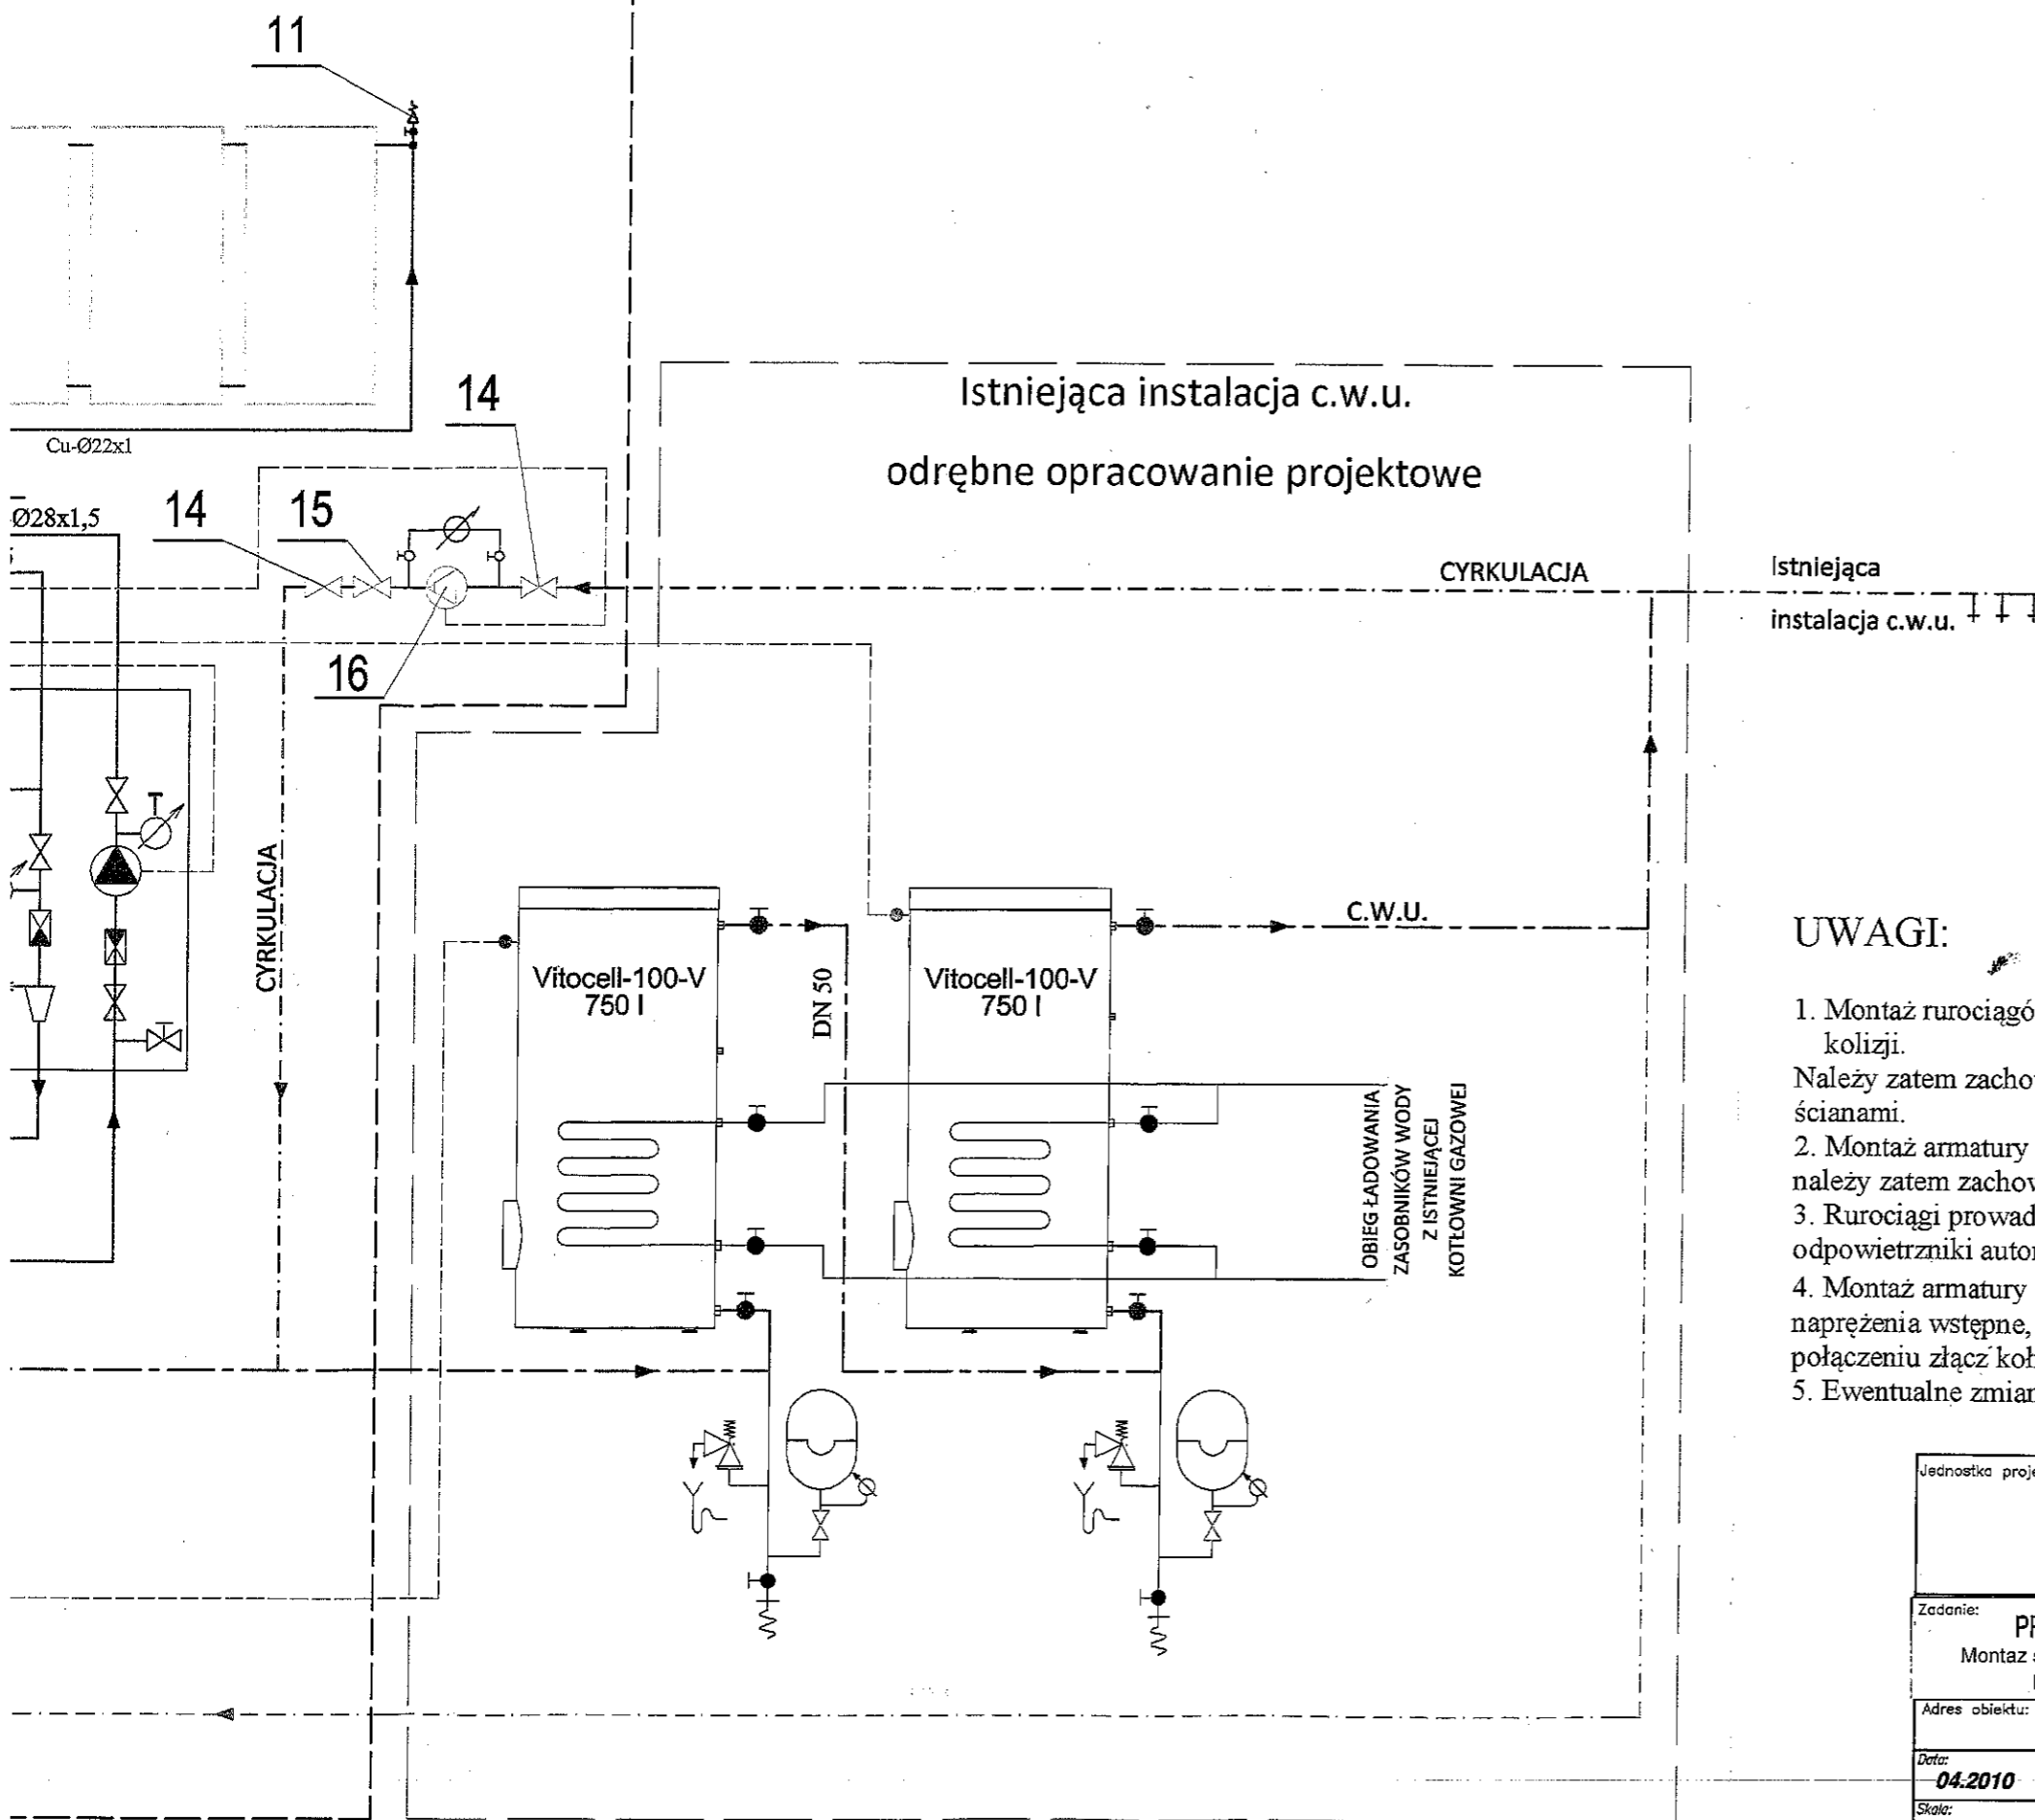 11
Istniejąca instalacja c.w.u.
odrębne opracowanie projektowe
14
Cu-Ø22x1
14
15
Ø28x1,5
CYRKULACJA
Istniejąca
instalacja c.w.u.
16
CYRKULACJA
C.W.U.
Vitocell-100-V
750 l
DN 50
Vitocell-100-V
750 l
OBIEG ŁADOWANIA
ZASOBNIKÓW WODY
Z ISTNIEJĄCEJ
KOTŁOWNI GAZOWEJ
UWAGI:
1. Montaż rurociągó
kolizji.
Należy zatem zacho
ścianami.
2. Montaż armatury
należy zatem zachov
3. Rurociągi prowad
odpowietrzniki autor
4. Montaż armatury
naprężenia wstępne,
połączeniu złącz koł
5. Ewentualne zmiar
Jednostka proje
Zadanie:
Montaz s
Adres obiektu:
Data:
04.2010
Skala: